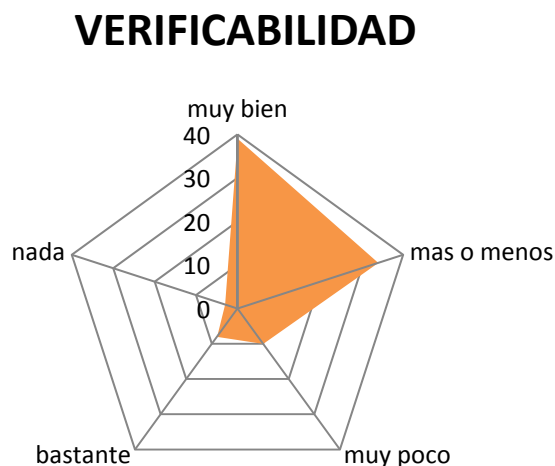 VERIFICABILIDAD
muy bien
40
30
20
10
0
nada
mas o menos
bastante
muy poco